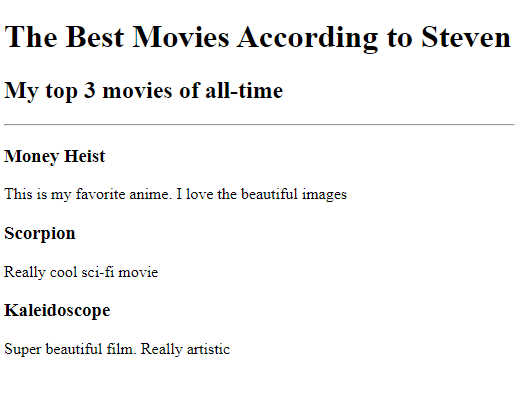 The Best Movies According to Steven
My top 3 movies of all-time
Money Heist
This is my favorite anime. I love the beautiful images
Scorpion
Really cool sci-fi movie
Kaleidoscope
Super beautiful film. Really artistic